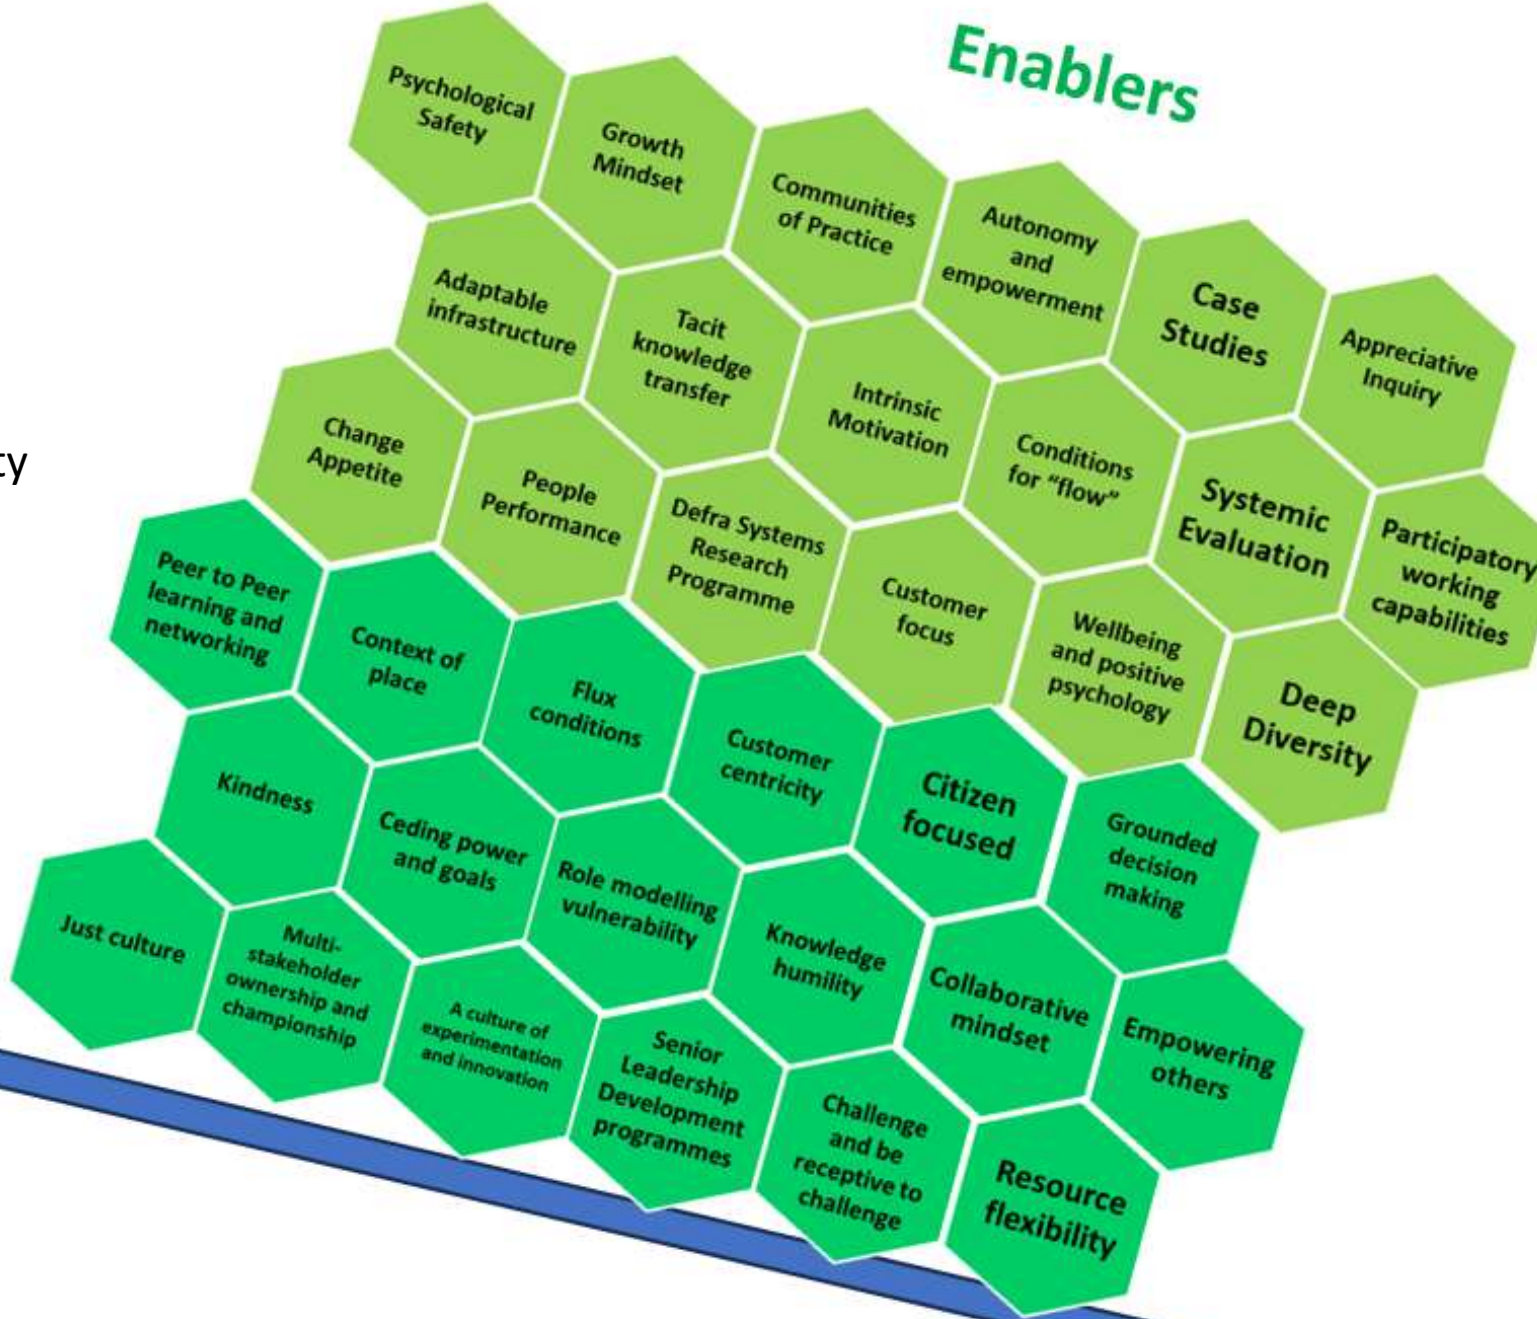 Enablers
Psychological
Safety
Growth
Mindset
Communities
of Practice
Autonomy
and
empowerment
Case
Studies
Appreciative
Inquiry
Adaptable
infrastructure
Tacit
knowledge
transfer
Intrinsic
Motivation
Conditions
for “flow”
Systemic
Evaluation
Participatory
working
capabilities
Change
Appetite
People
Performance
Defra Systems
Research
Programme
Customer
focus
Wellbeing
and positive
psychology
Deep
Diversity
ty
Peer to Peer
learning and
networking
Context of
place
Flux
conditions
Customer
centricity
Citizen
focused
Grounded
decision
making
Kindness
Ceding power
and goals
Role modelling
vulnerability
Knowledge
humility
Collaborative
mindset
Empowering
others
Just culture
Multi-
stakeholder
ownership and
championship
A culture of
experimentation
and innovation
Senior
Leadership
Development
programmes
Challenge
and be
receptive to
challenge
Resource
flexibility